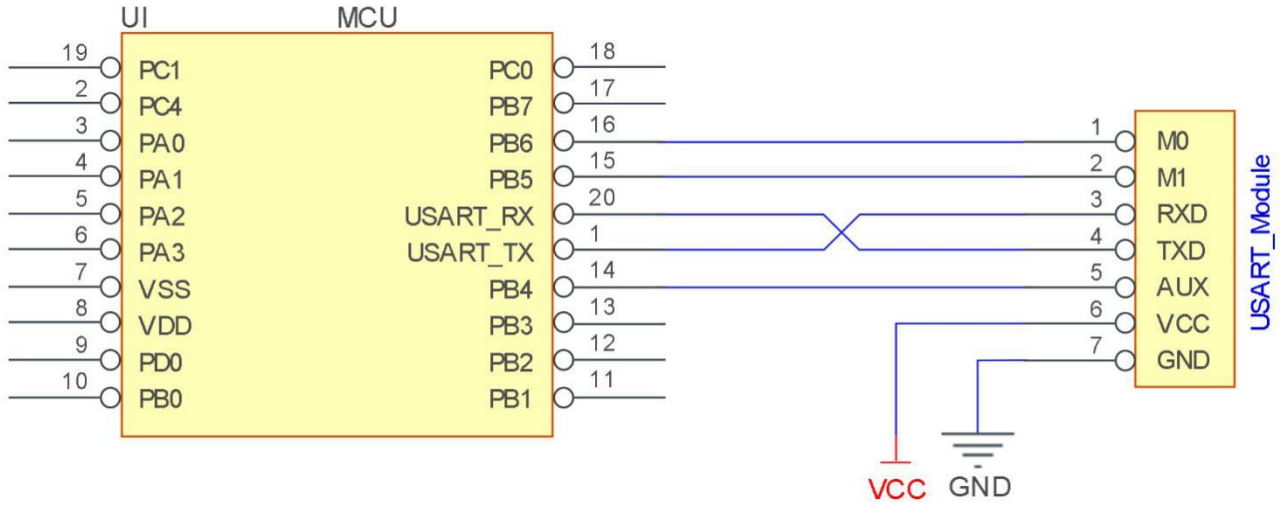 UI MCU
19 PC1 PC0 18
2 PC4 PB7 17
3 PA0 PB6 16 1 M0
4 PA1 PB5 15 2 M1
5 PA2 USART_RX 20 3 RXD
6 PA3 USART_TX 1 4 TXD
7 VSS PB4 14 5 AUX
8 VDD PB3 13 6 VCC
9 PD0 PB2 12 7 GND
10 PB0 PB1 11
USART_Module
VCC GND